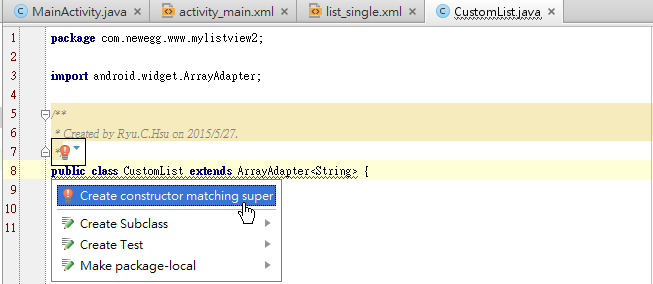 MainActivity.java
activity_main.xml
list_single.xml
CustomList.java
1 package com.newegg.www.mylistview2;
2
3 import android.widget.ArrayAdapter;
4
5 /**
6 * Created by Ryu.C.Hsu on 2015/5/27.
7 *
8 public class CustomList extends ArrayAdapter<String> {
9 Create constructor matching super
10 Create Subclass
11 Create Test
Make package-local